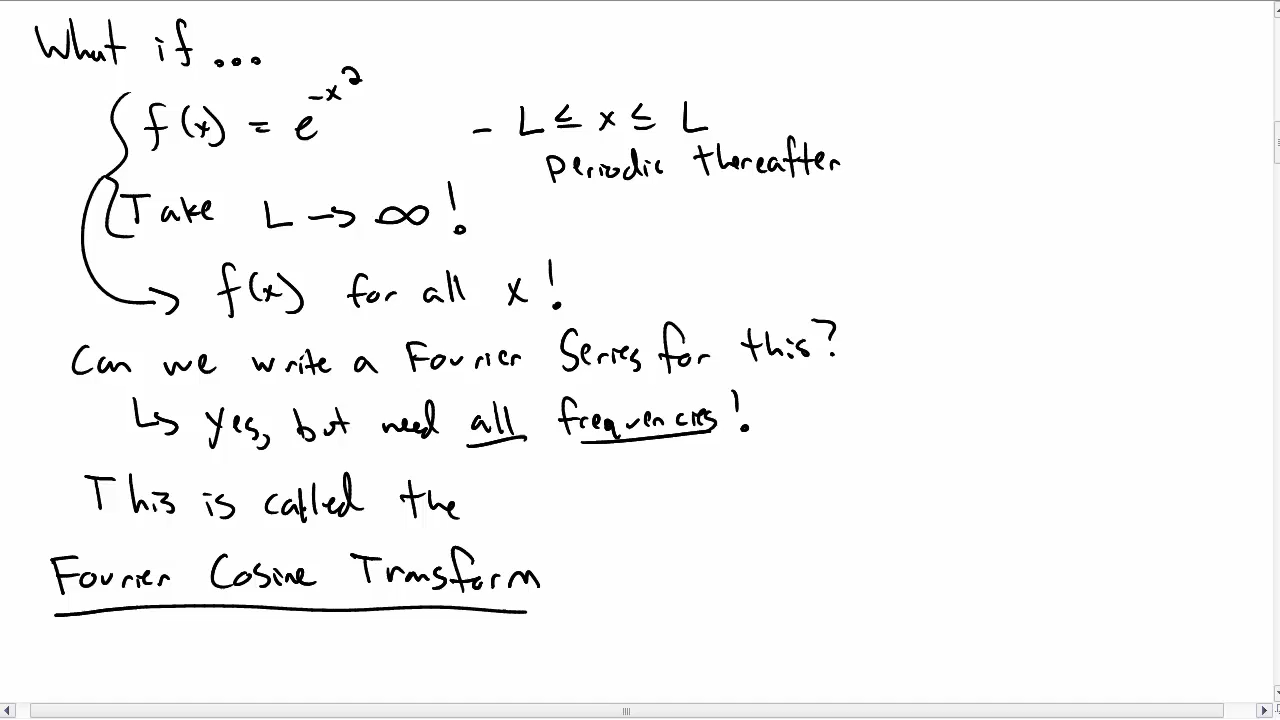 What if ...
f(x) = e^{-x^2}   - L ≤ x ≤ L
periodic thereafter
Take L → ∞ !
→ f(x) for all x !
Can we write a Fourier Series for this?
↳ yes, but need all frequencies!
This is called the
Fourier Cosine Transform